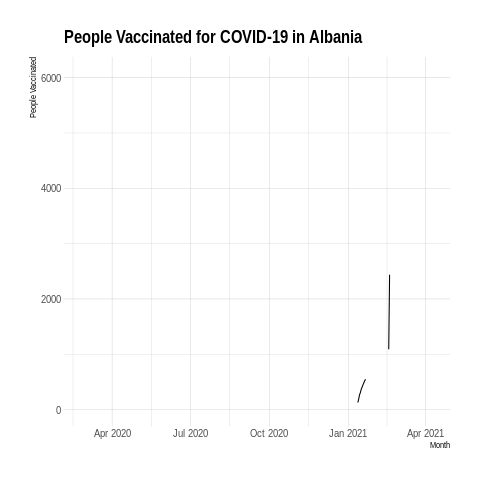 People Vaccinated for COVID-19 in Albania
People Vaccinated
6000
4000
2000
0
Apr 2020
Jul 2020
Oct 2020
Jan 2021
Apr 2021
Month